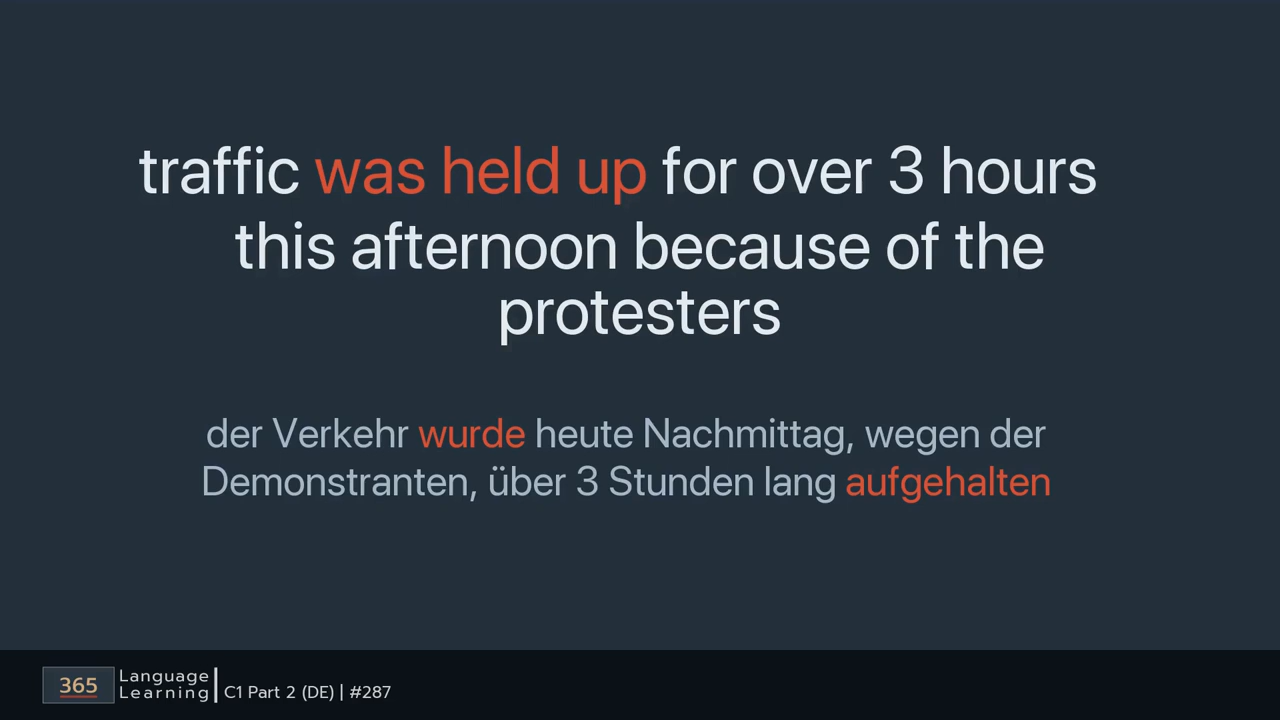 traffic was held up for over 3 hours
this afternoon because of the
protesters
der Verkehr wurde heute Nachmittag, wegen der
Demonstranten, über 3 Stunden lang aufgehalten
365
Language
Learning
C1 Part 2 (DE) | #287